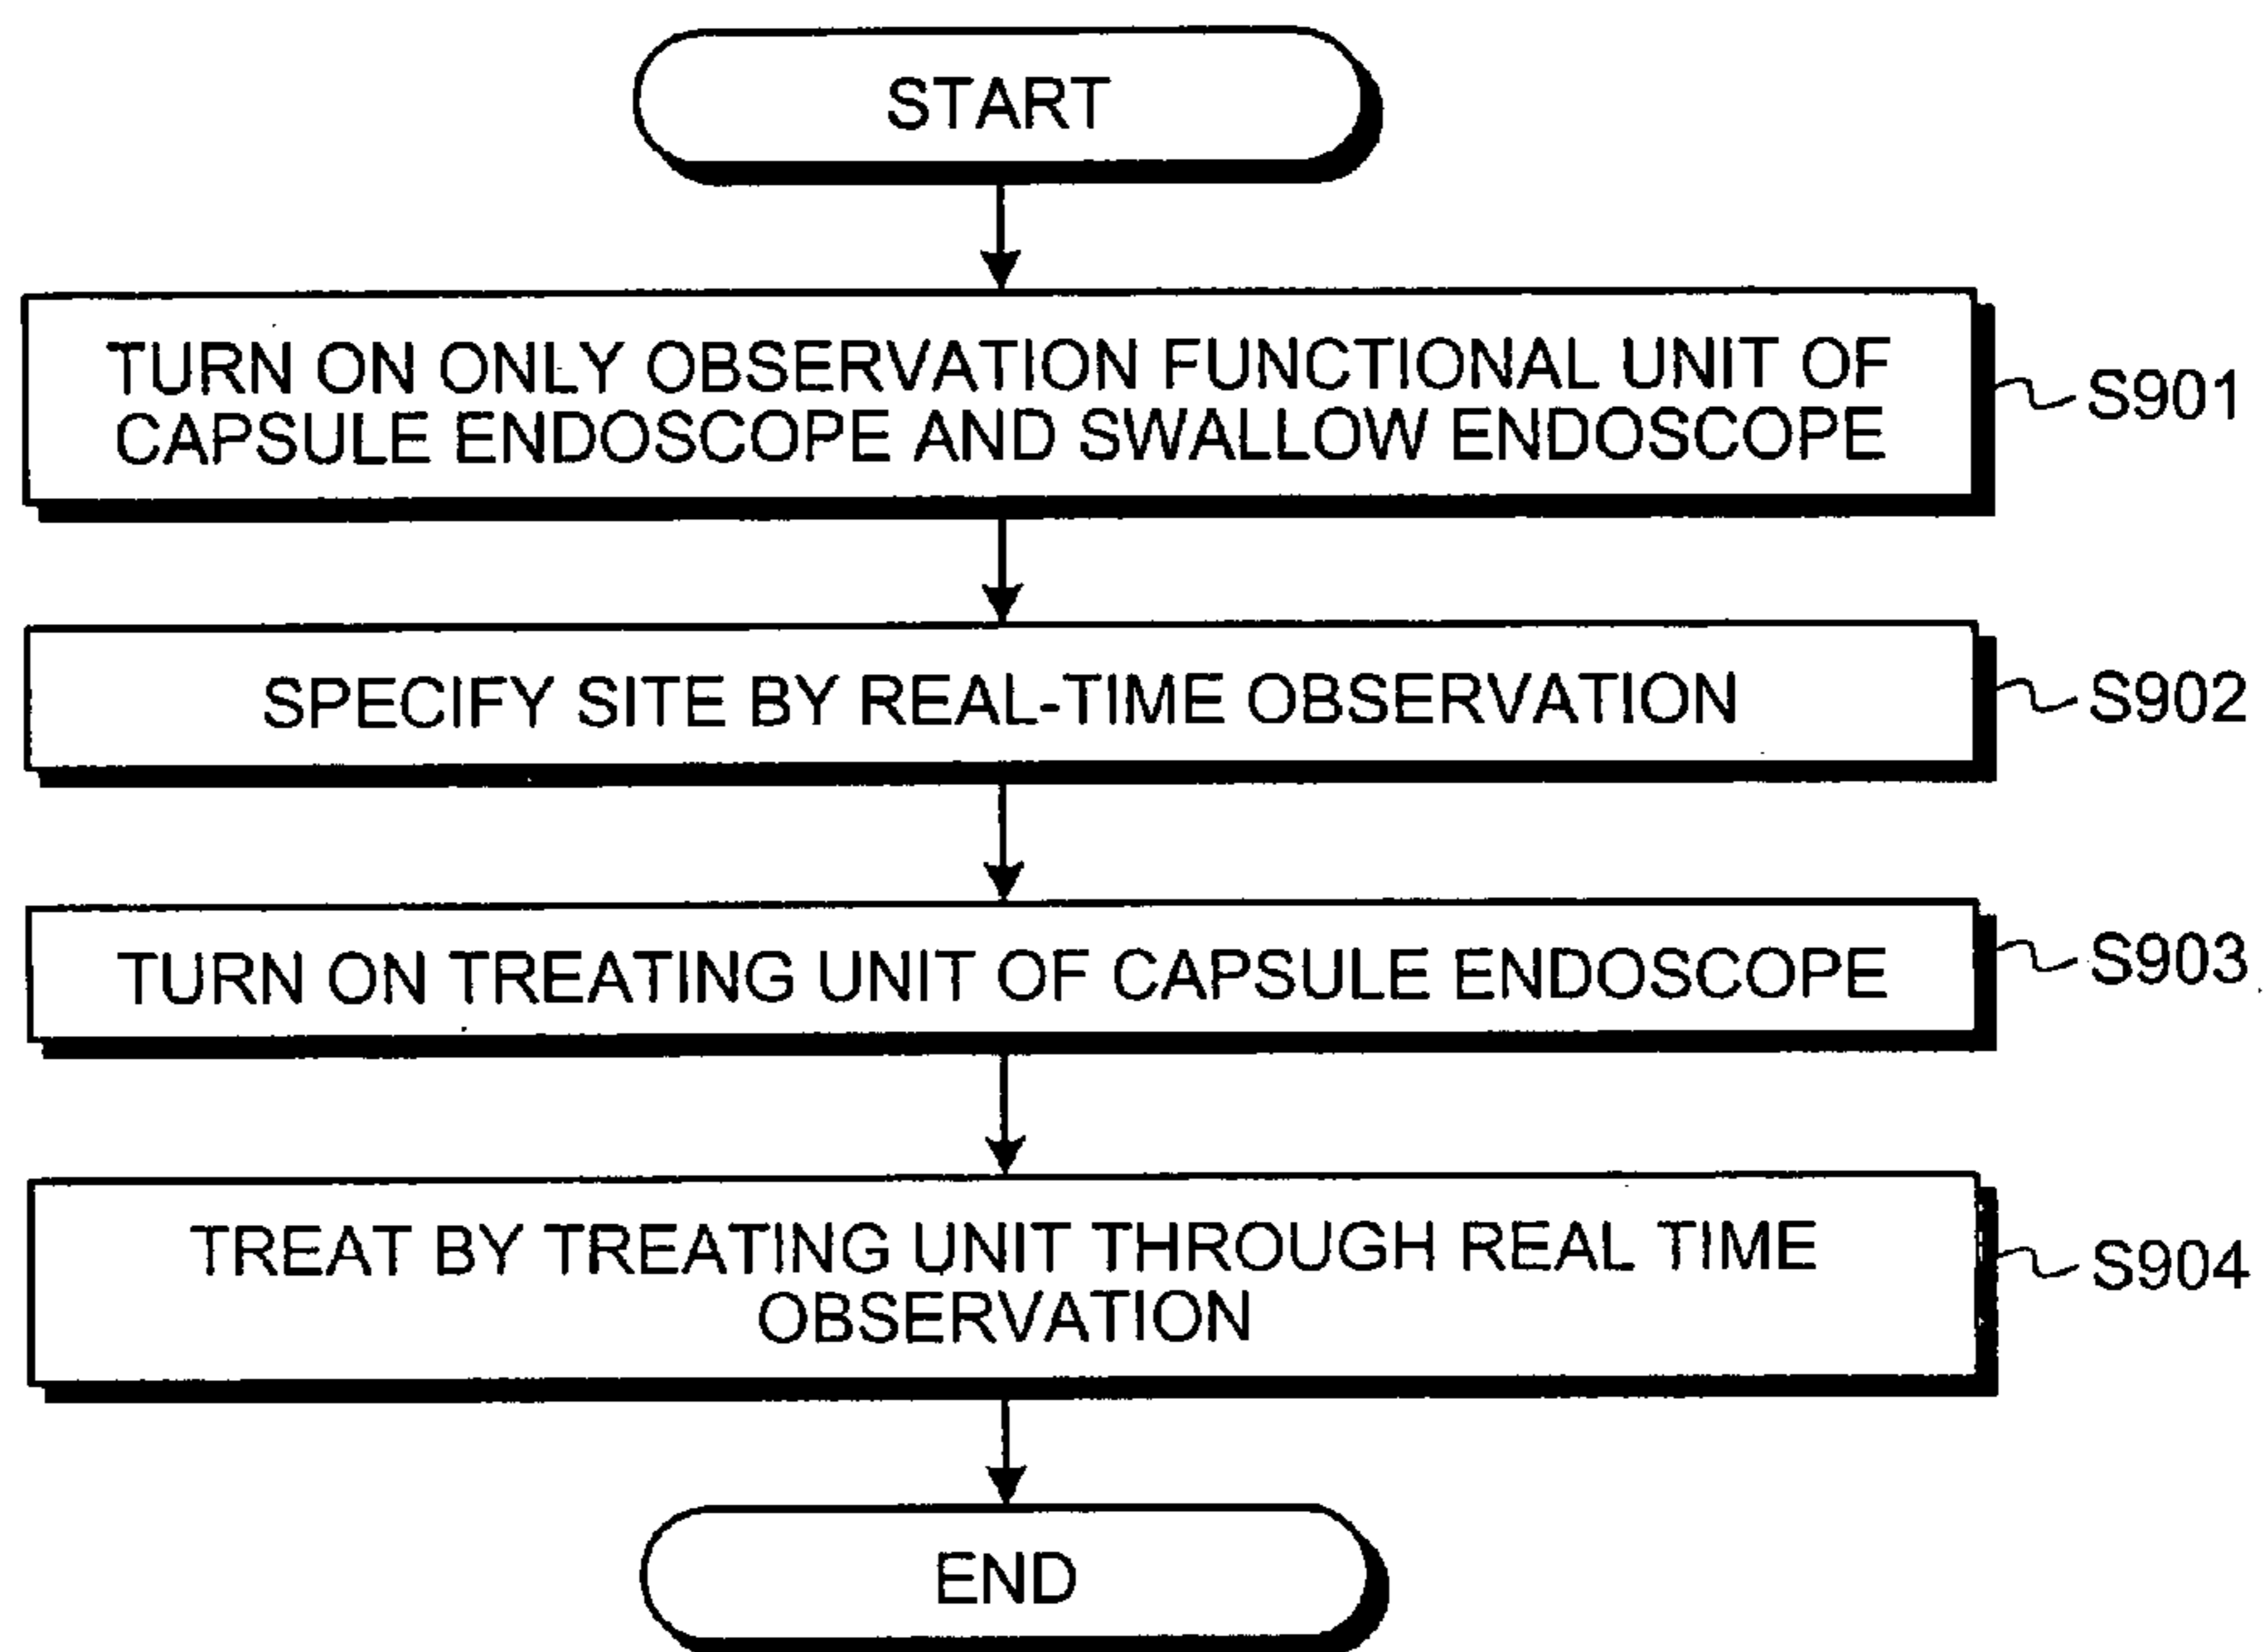 START
TURN ON ONLY OBSERVATION FUNCTIONAL UNIT OF
CAPSULE ENDOSCOPE AND SWALLOW ENDOSCOPE
S901
SPECIFY SITE BY REAL-TIME OBSERVATION
S902
TURN ON TREATING UNIT OF CAPSULE ENDOSCOPE
S903
TREAT BY TREATING UNIT THROUGH REAL TIME
OBSERVATION
S904
END